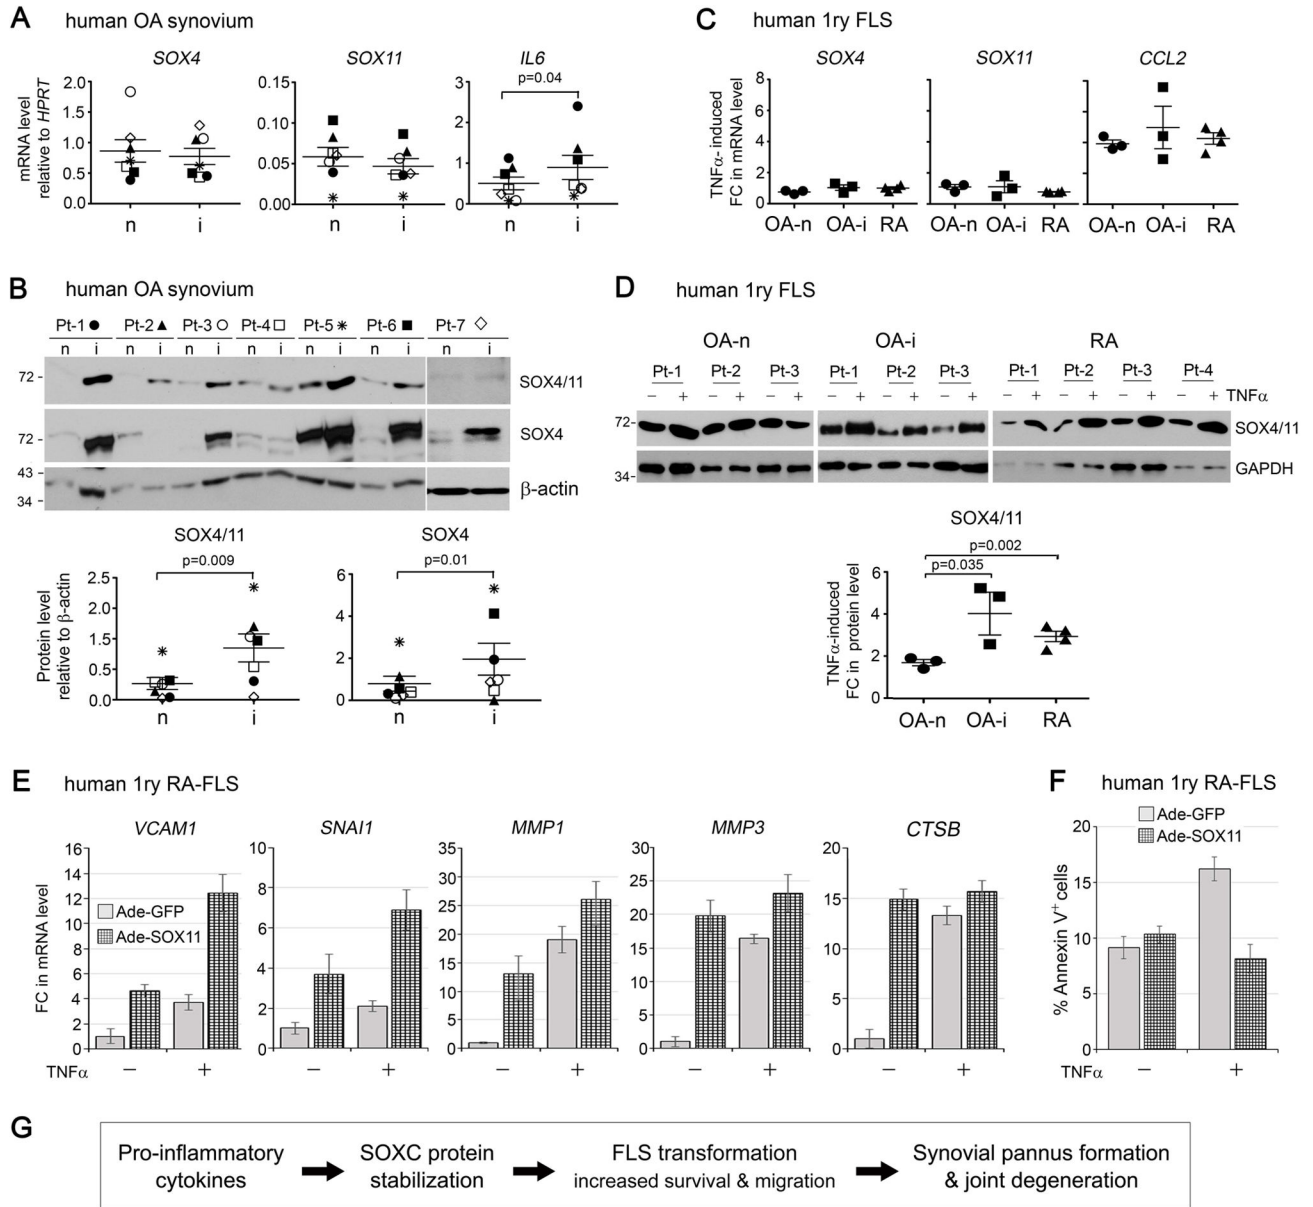 A human OA synovium
SOX4 SOX11 IL6
p=0.04
mRNA level
relative to HPRT
2.0
1.5
1.0
0.5
0.0
0.15
0.10
0.05
0.00
3
2
1
0
n i n i n i
C human 1ry FLS
SOX4 SOX11 CCL2
TNFα- induced
FC in mRNA level
8
6
4
2
0
OA-n OA-i RA OA-n OA-i RA OA-n OA-i RA
B human OA synovium
Pt-1 Pt-2 Pt-3 Pt-4 Pt-5 Pt-6 Pt-7
n i n i n i n i n i n i n i
72 - SOX4/11
72 - SOX4
43 -
34 - β-actin
SOX4/11 SOX4
p=0.009 p=0.01
Protein level
relative to β-actin
2.5
1.5
0.5
0.0
6
4
2
0
n i n i
D human 1ry FLS
OA-n OA-i RA
Pt-1 Pt-2 Pt-3 Pt-1 Pt-2 Pt-3 Pt-1 Pt-2 Pt-3 Pt-4
– + – + – + – + – + – + – + – + – + – + TNFα
72- SOX4/11
34- GAPDH
SOX4/11
p=0.002
p=0.035
TNFα-induced
FC in protein level
6
4
2
0
OA-n OA-i RA
E human 1ry RA-FLS
VCAM1 SNAI1 MMP1 MMP3 CTSB
FC in mRNA level
16
14
12
10
8
6
4
2
0
Ade-GFP
Ade-SOX11
10
8
6
4
2
0
30
25
20
15
10
5
0
30
25
20
15
10
5
0
20
15
10
5
0
TNFα – + – + – + – + – +
F human 1ry RA-FLS
Ade-GFP
Ade-SOX11
% Annexin V+ cells
20
15
10
5
0
TNFα – +
G
Pro-inflammatory SOXC protein FLS transformation Synovial pannus formation
cytokines stabilization increased survival & migration & joint degeneration